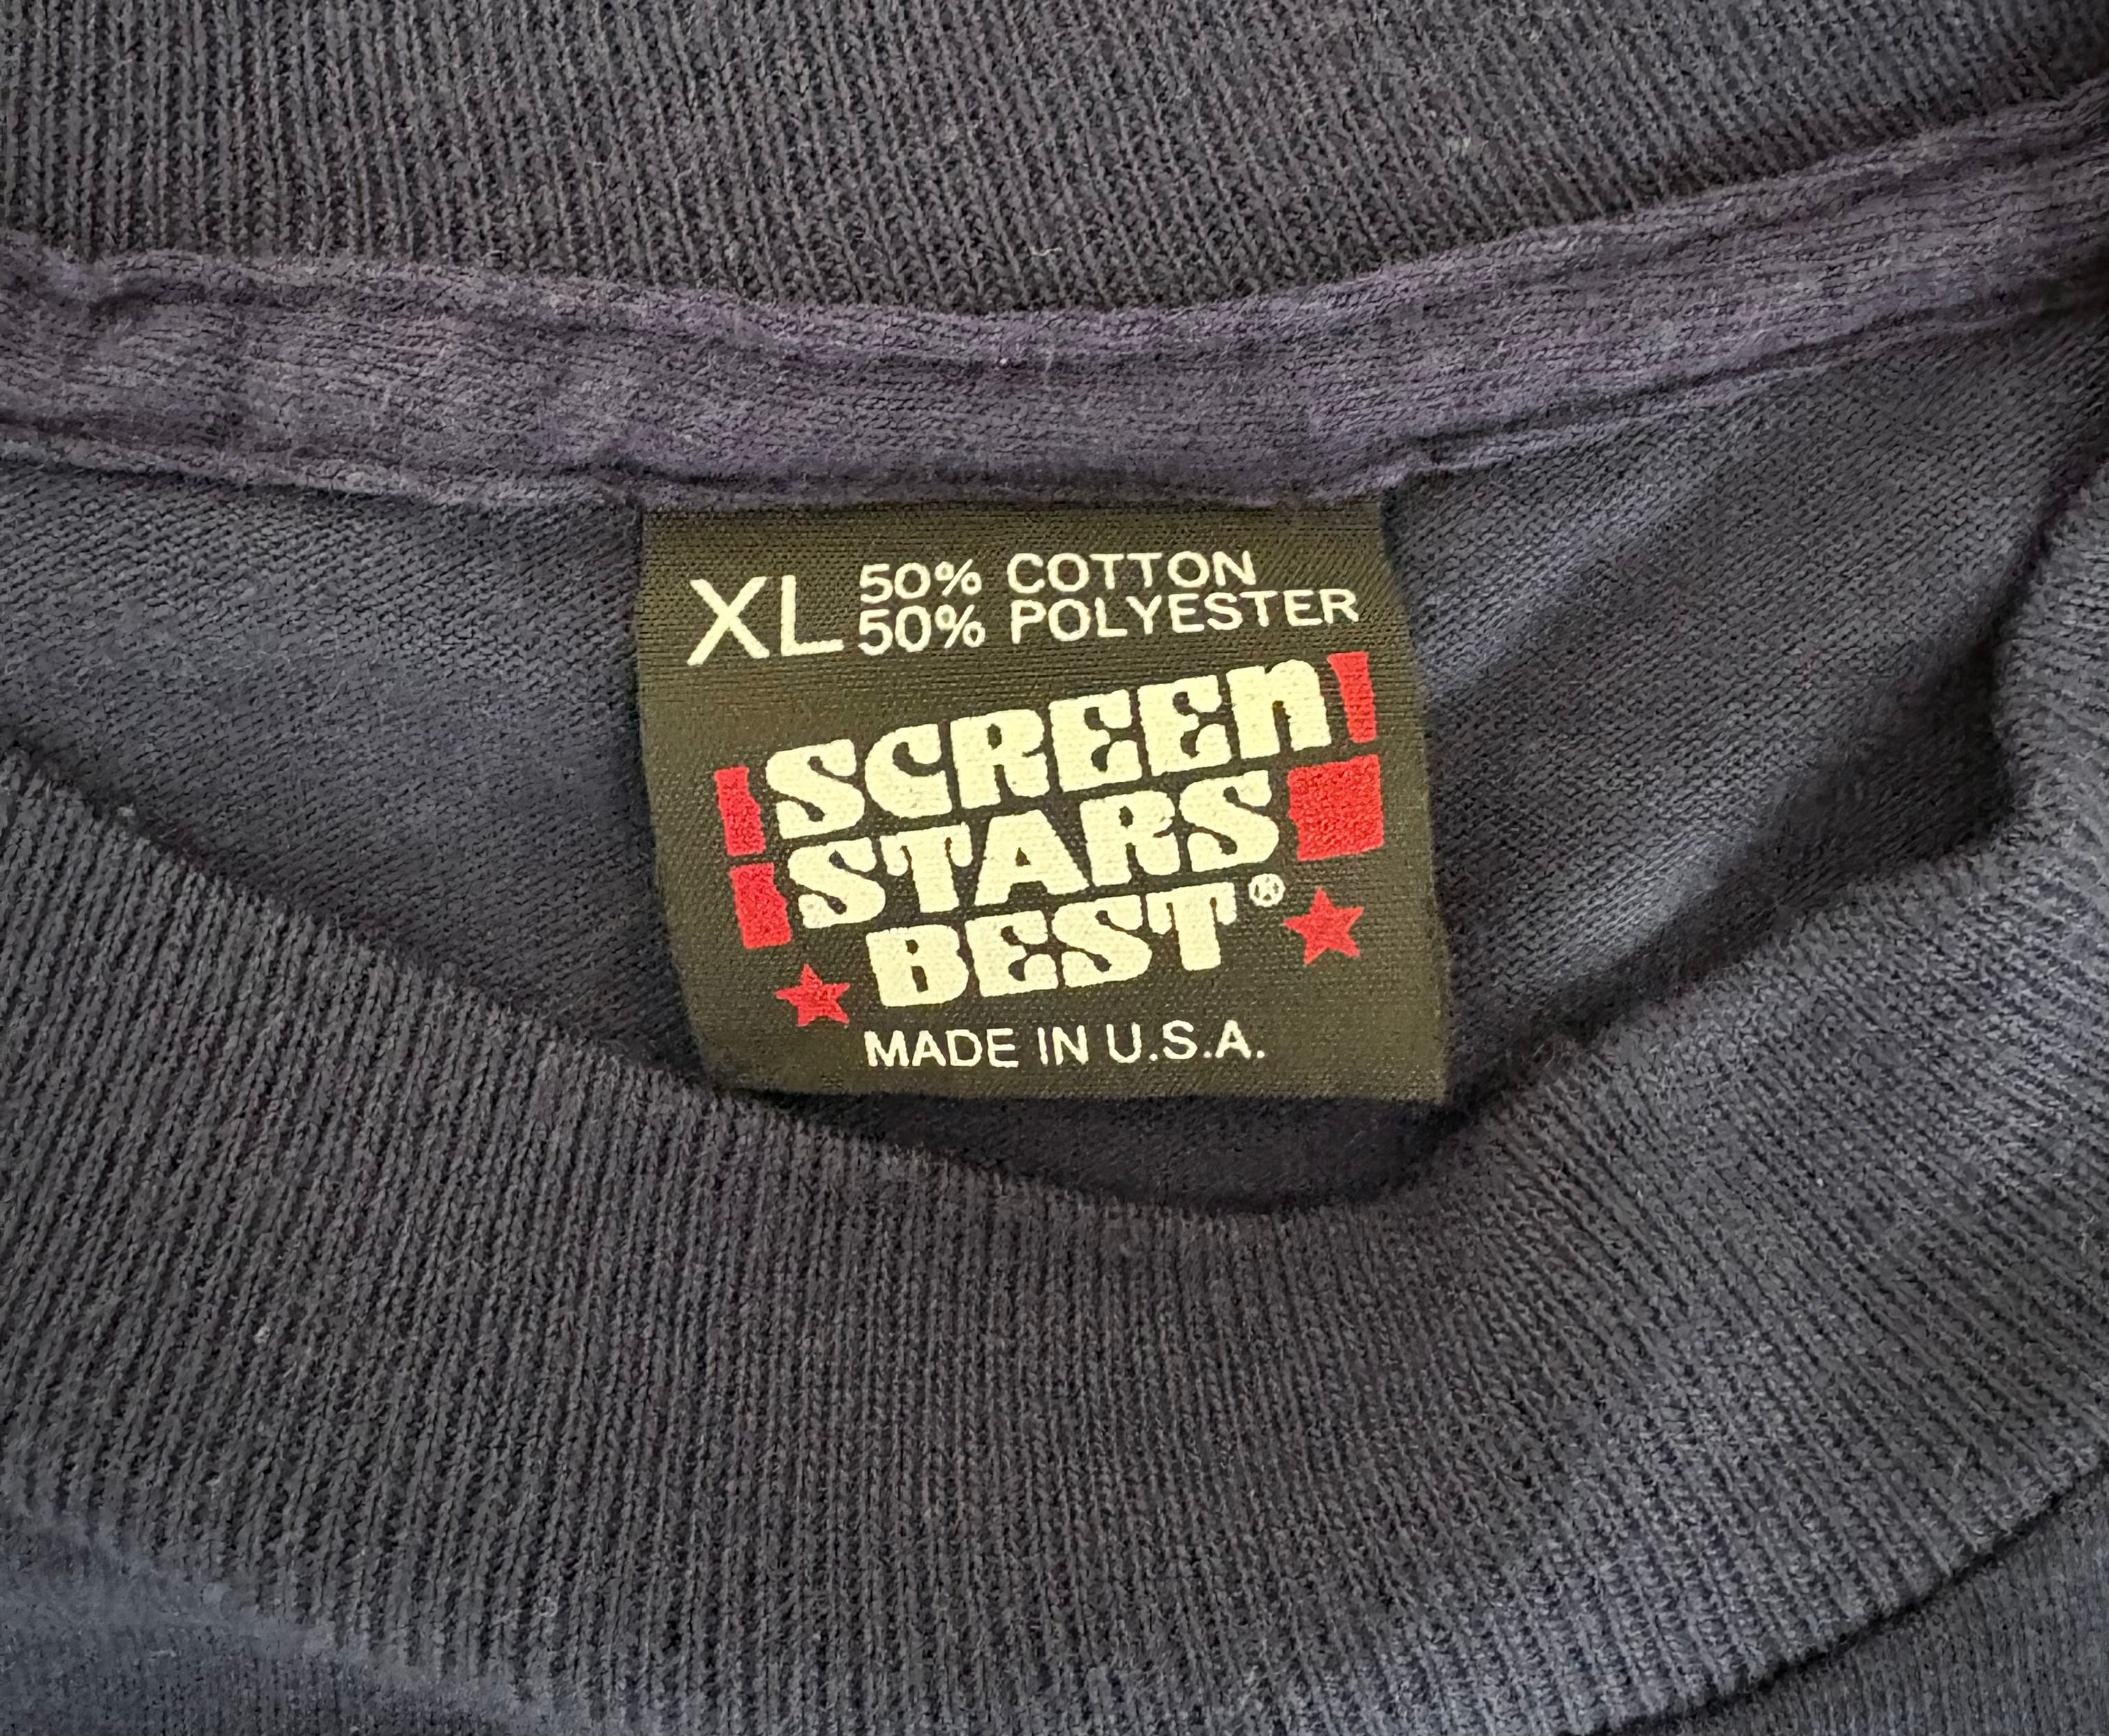 XL 50% COTTON
50% POLYESTER
SCREEN
STARS
BEST®
MADE IN U.S.A.